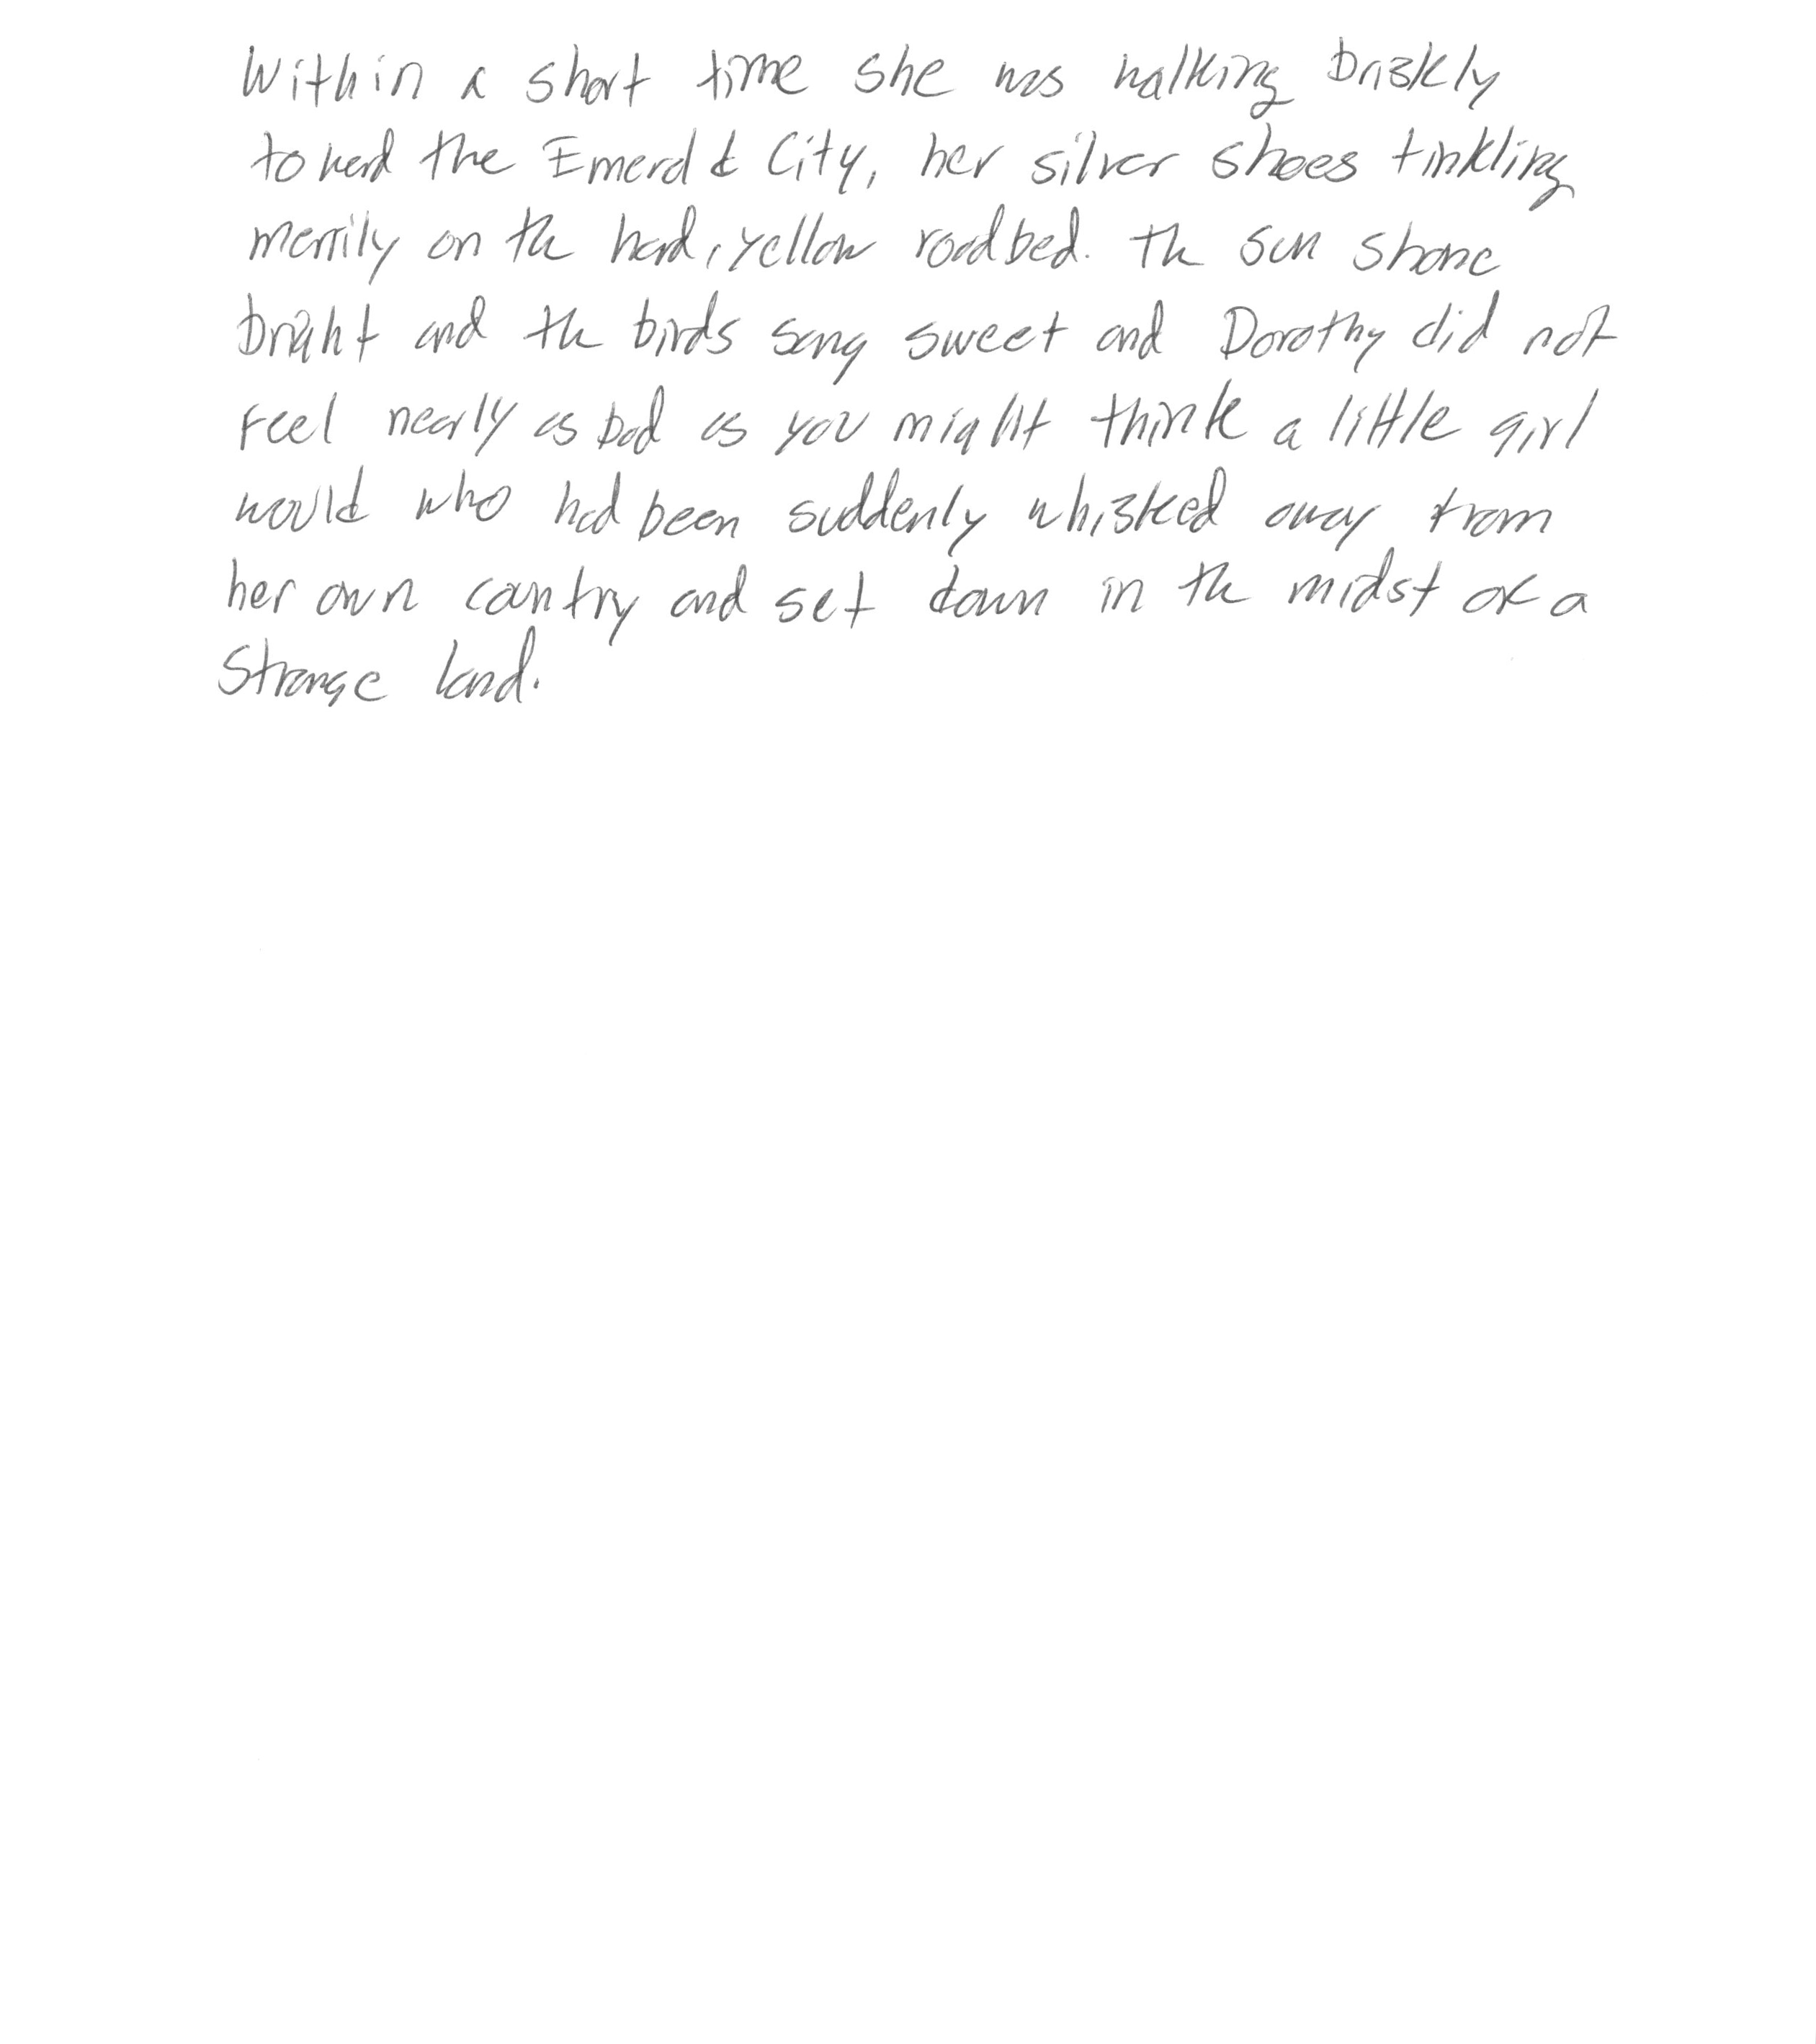 Within a short time she was walking briskly
toward the Emerald City, her silver shoes tinkling
merrily on the hard, yellow roadbed. The sun shone
bright and the birds sang sweet and Dorothy did not
feel nearly as bad as you might think a little girl
would who had been suddenly whisked away from
her own country and set down in the midst of a
strange land.